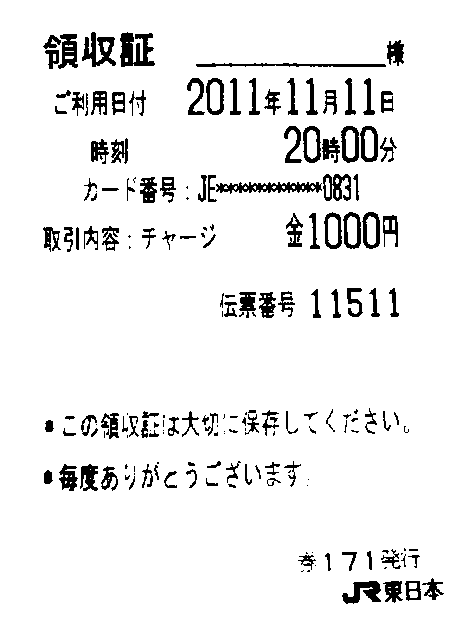 領収証 様
ご利用日付 2011年11月11日
時刻 20時00分
カード番号：JE************0831
取引内容：チャージ 金1000円
伝票番号 11511
●この領収証は大切に保存してください。
●毎度ありがとうございます。
春171発行
JR東日本